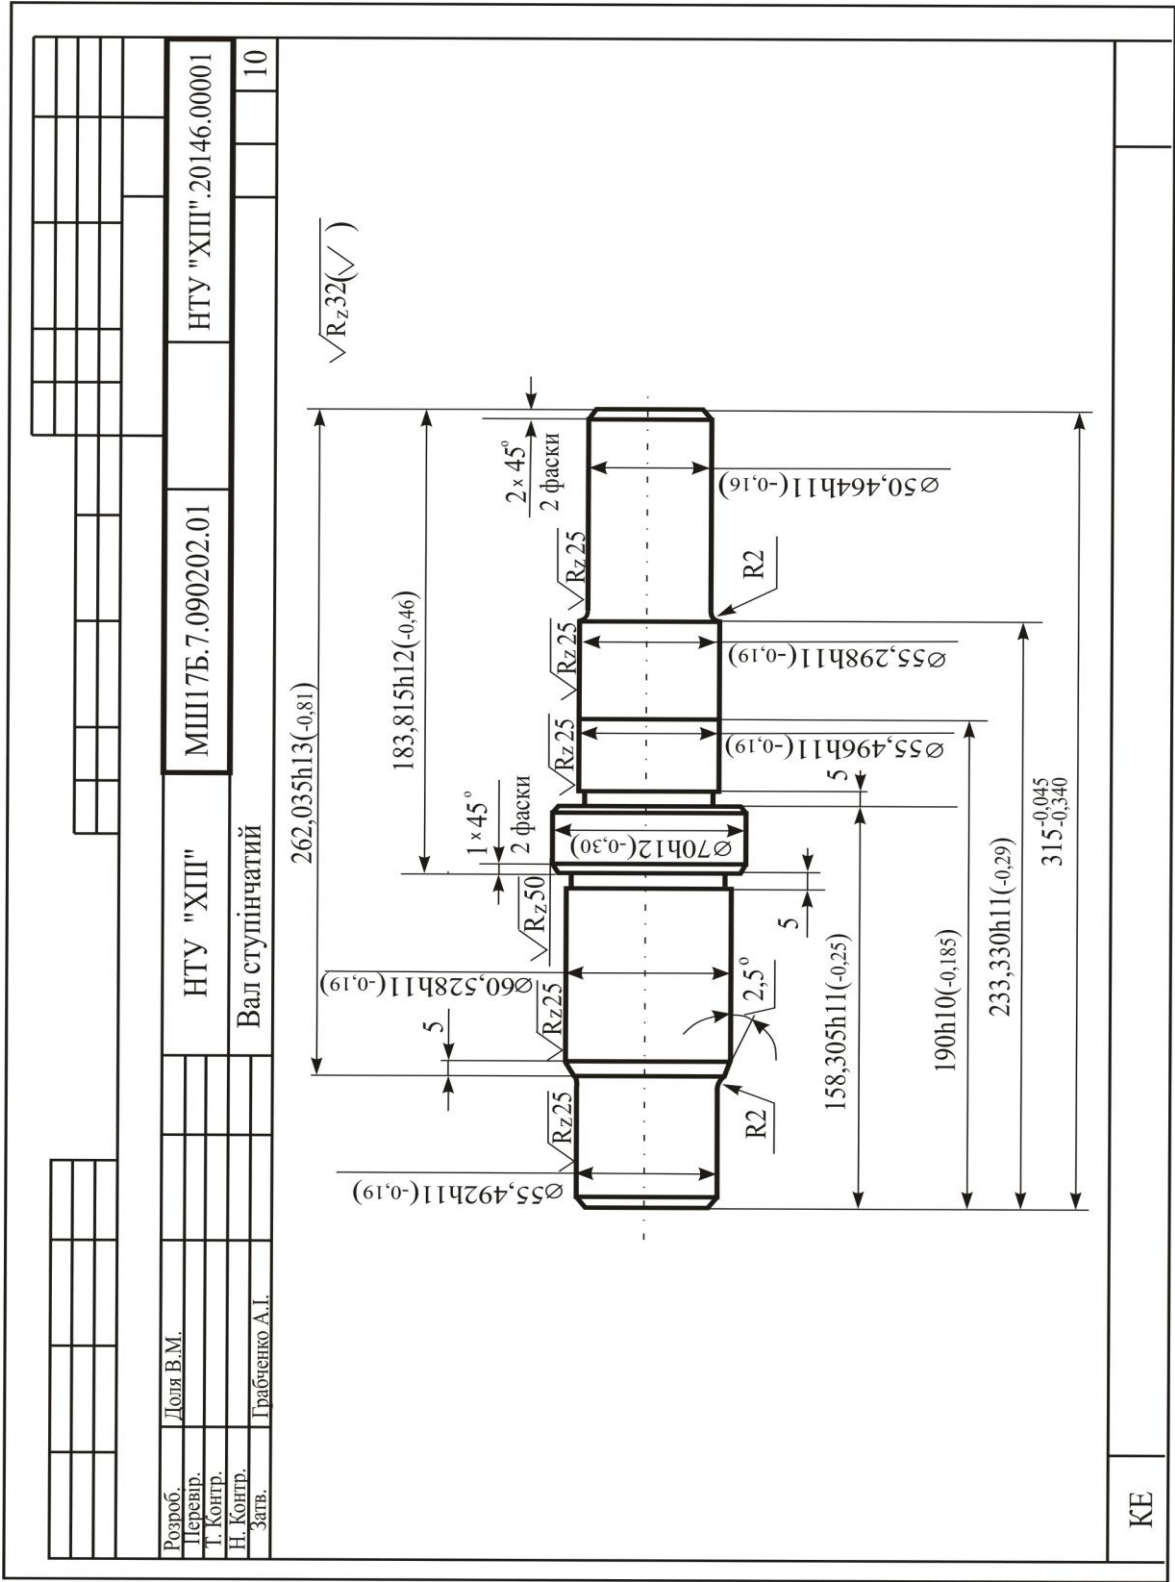 НТУ "ХПІ"
МШ17Б.7.090202.01
НТУ "ХПІ".20146.00001
Розроб.
Доля В.М.
Перевір.
Т. Контр.
Н. Контр.
Затв.
Грабченко А.І.
Вал ступінчатий
10
√Rz32(√)
262,035h13(-0,81)
183,815h12(-0,46)
5
1×45°
2 фаски
2×45°
2 фаски
Rz25
Rz25
Rz50
Rz25
Rz25
Rz25
∅55,492h11(-0,19)
∅60,528h11(-0,19)
∅70h12(-0,30)
∅55,496h11(-0,19)
∅55,298h11(-0,19)
∅50,464h11(-0,16)
R2
2,5°
5
5
R2
158,305h11(-0,25)
190h10(-0,185)
233,330h11(-0,29)
315-0,045
-0,340
КЕ